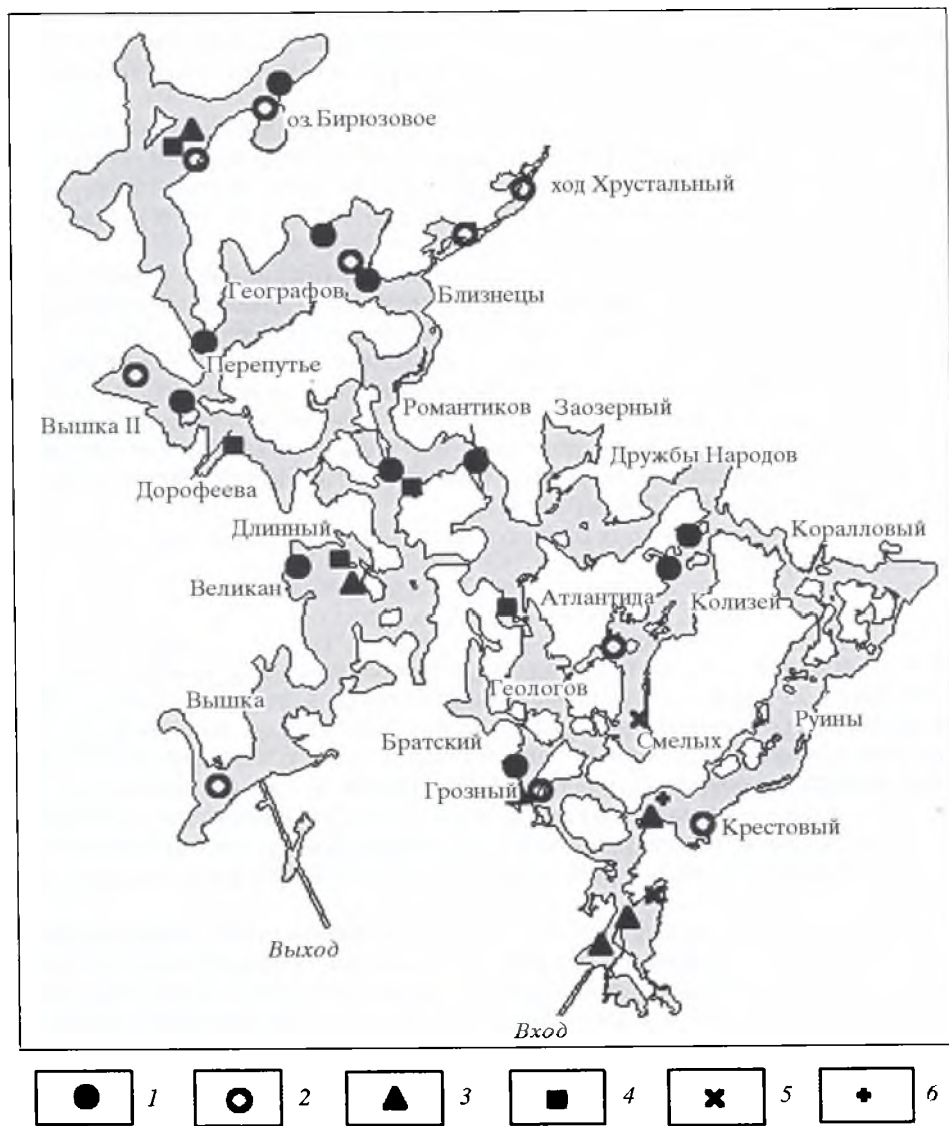 оз. Бирюзовое
ход Хрустальный
Географов
Близнецы
Перепутье
Романтиков
Заозерный
Вышка II
Дружбы Народов
Дорофеева
Длинный
Коралловый
Великан
Атлантида
Колизей
Вышка
Геологов
Руины
Братский
Смелых
Грозный
Крестовый
Выход
Вход
1 2 3 4 5 6